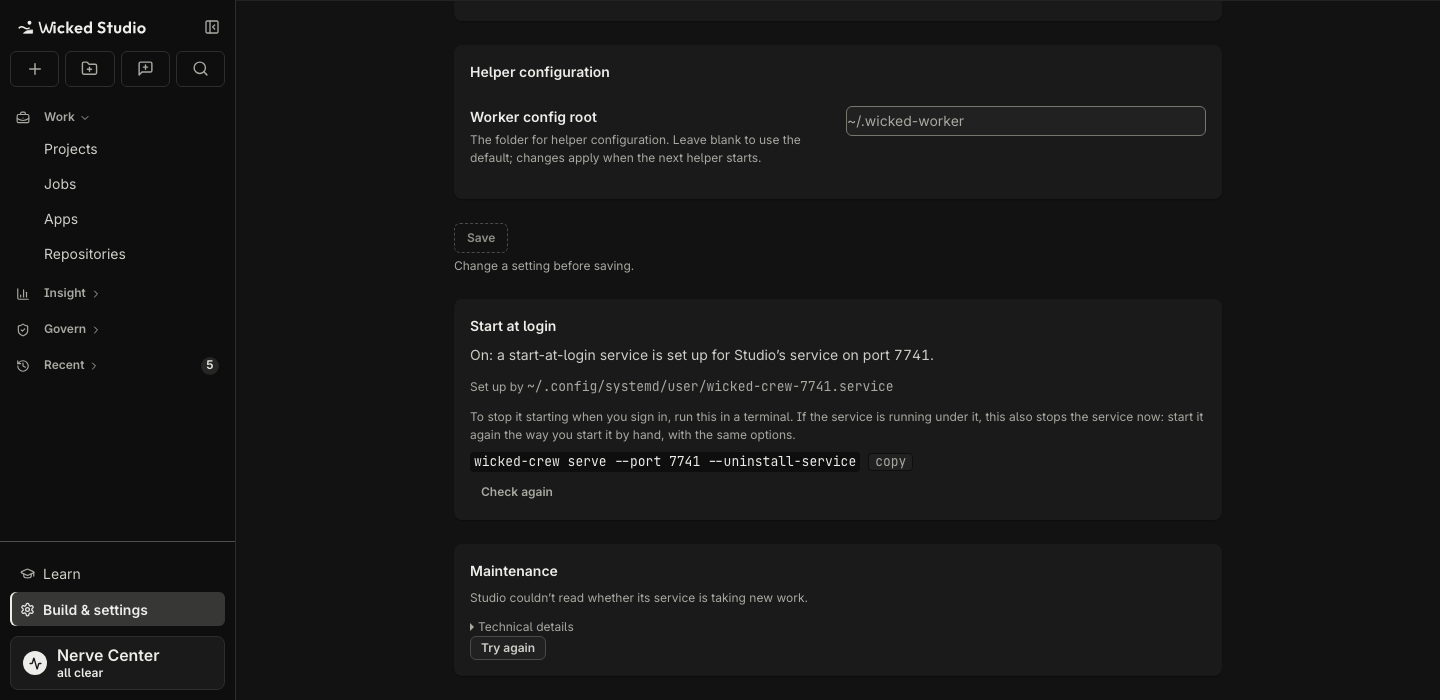 Wicked Studio
Work
Projects
Jobs
Apps
Repositories
Insight
Govern
Recent
5
Learn
Build & settings
Nerve Center
all clear
Helper configuration
Worker config root
The folder for helper configuration. Leave blank to use the
default; changes apply when the next helper starts.
~/.wicked-worker
Save
Change a setting before saving.
Start at login
On: a start-at-login service is set up for Studio’s service on port 7741.
Set up by ~/.config/systemd/user/wicked-crew-7741.service
To stop it starting when you sign in, run this in a terminal. If the service is running under it, this also stops the service now: start it
again the way you start it by hand, with the same options.
wicked-crew serve --port 7741 --uninstall-service copy
Check again
Maintenance
Studio couldn’t read whether its service is taking new work.
Technical details
Try again